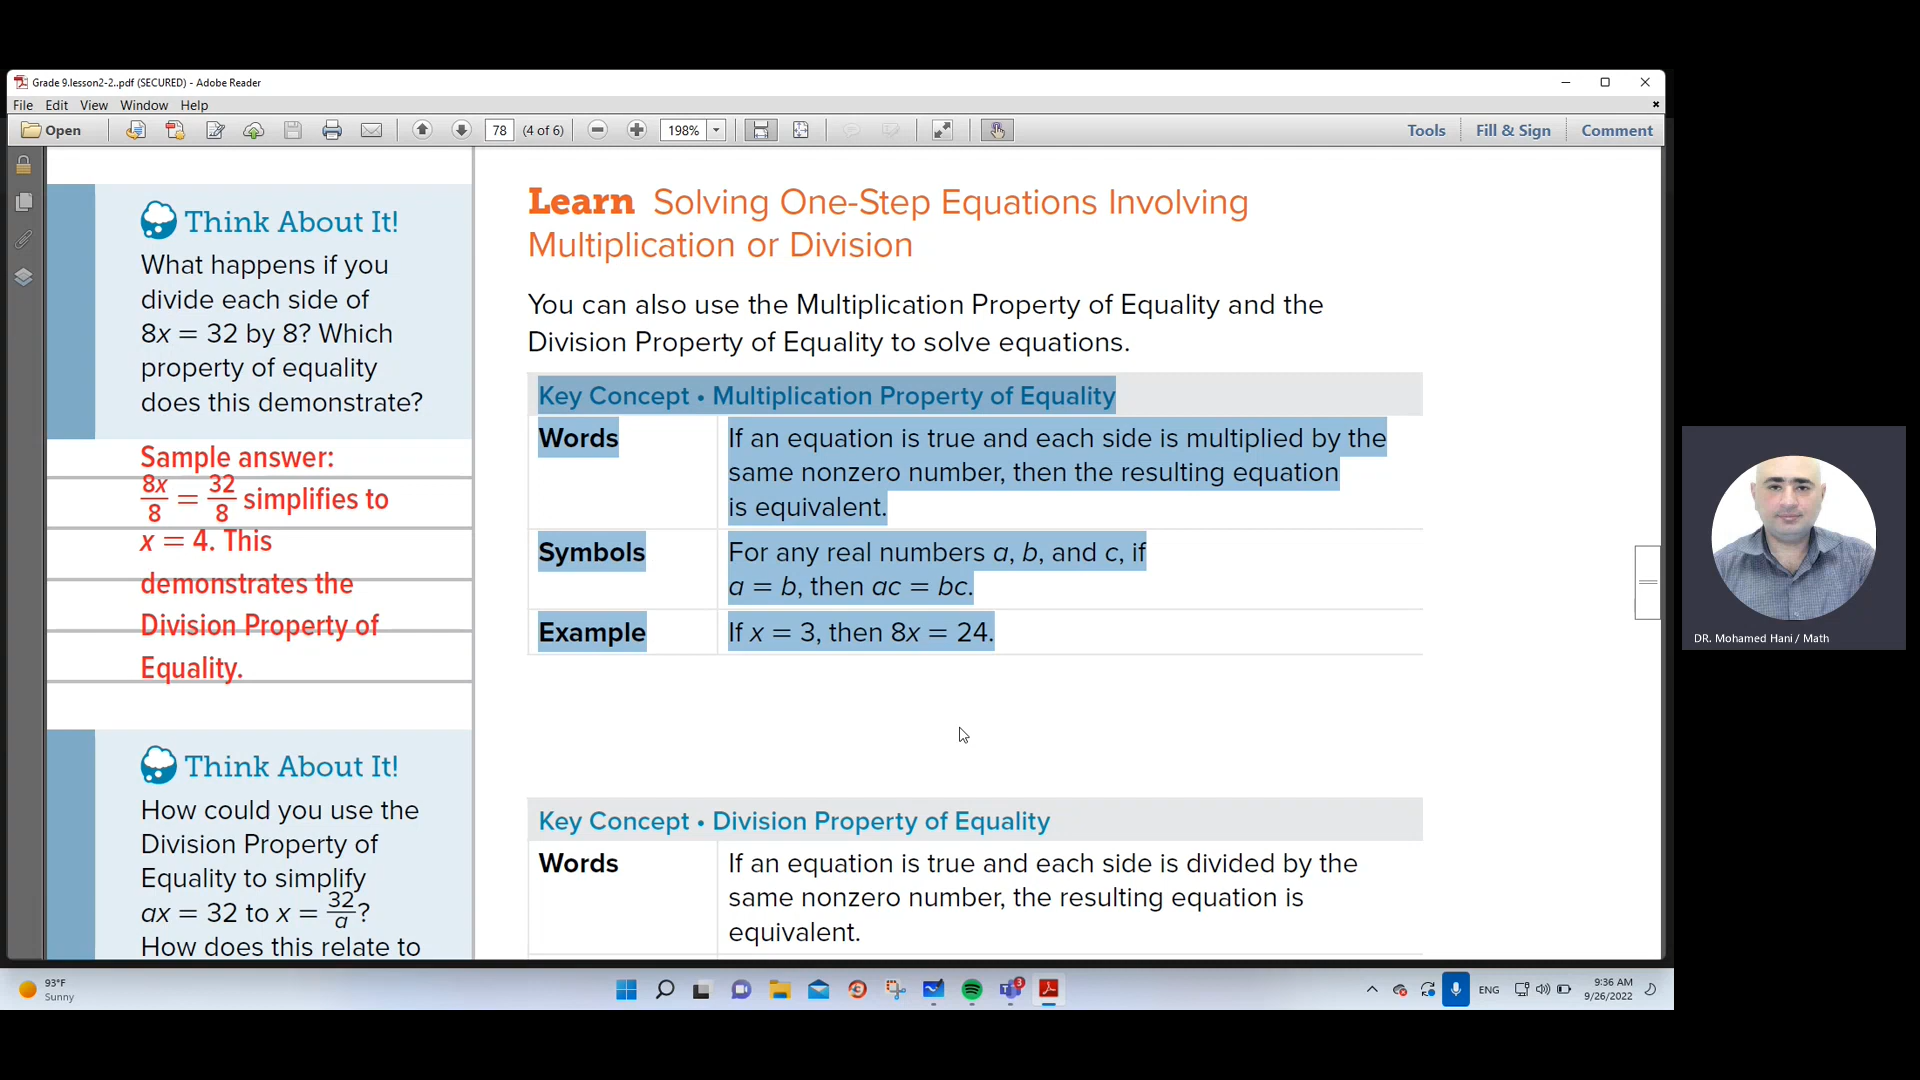 Grade 9.lesson2-2..pdf (SECURED) - Adobe Reader
File Edit View Window Help
Open 78 (4 of 6) 198% Tools Fill & Sign Comment
Think About It!
What happens if you
divide each side of
8x = 32 by 8? Which
property of equality
does this demonstrate?
Sample answer:
8x/8 = 32/8 simplifies to
x = 4. This
demonstrates the
Division Property of
Equality.
Think About It!
How could you use the
Division Property of
Equality to simplify
ax = 32 to x = 32/a?
How does this relate to
Learn Solving One-Step Equations Involving
Multiplication or Division
You can also use the Multiplication Property of Equality and the
Division Property of Equality to solve equations.
Key Concept • Multiplication Property of Equality
Words If an equation is true and each side is multiplied by the
same nonzero number, then the resulting equation
is equivalent.
Symbols For any real numbers a, b, and c, if
a = b, then ac = bc.
Example If x = 3, then 8x = 24.
Key Concept • Division Property of Equality
Words If an equation is true and each side is divided by the
same nonzero number, the resulting equation is
equivalent.
DR. Mohamed Hani / Math
93°F
Sunny
3
ENG
9:36 AM
9/26/2022